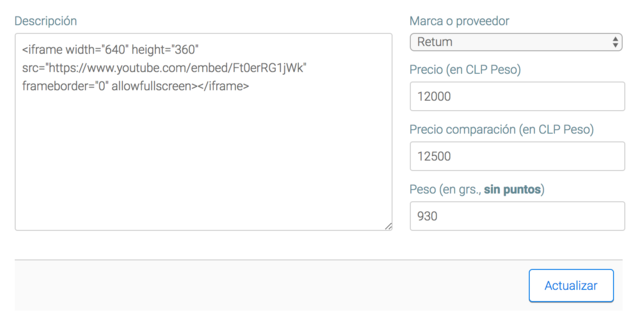 Descripción
<iframe width="640" height="360"
src="https://www.youtube.com/embed/Ft0erRG1jWk"
frameborder="0" allowfullscreen></iframe>
Marca o proveedor
Retum
Precio (en CLP Peso)
12000
Precio comparación (en CLP Peso)
12500
Peso (en grs., sin puntos)
930
Actualizar